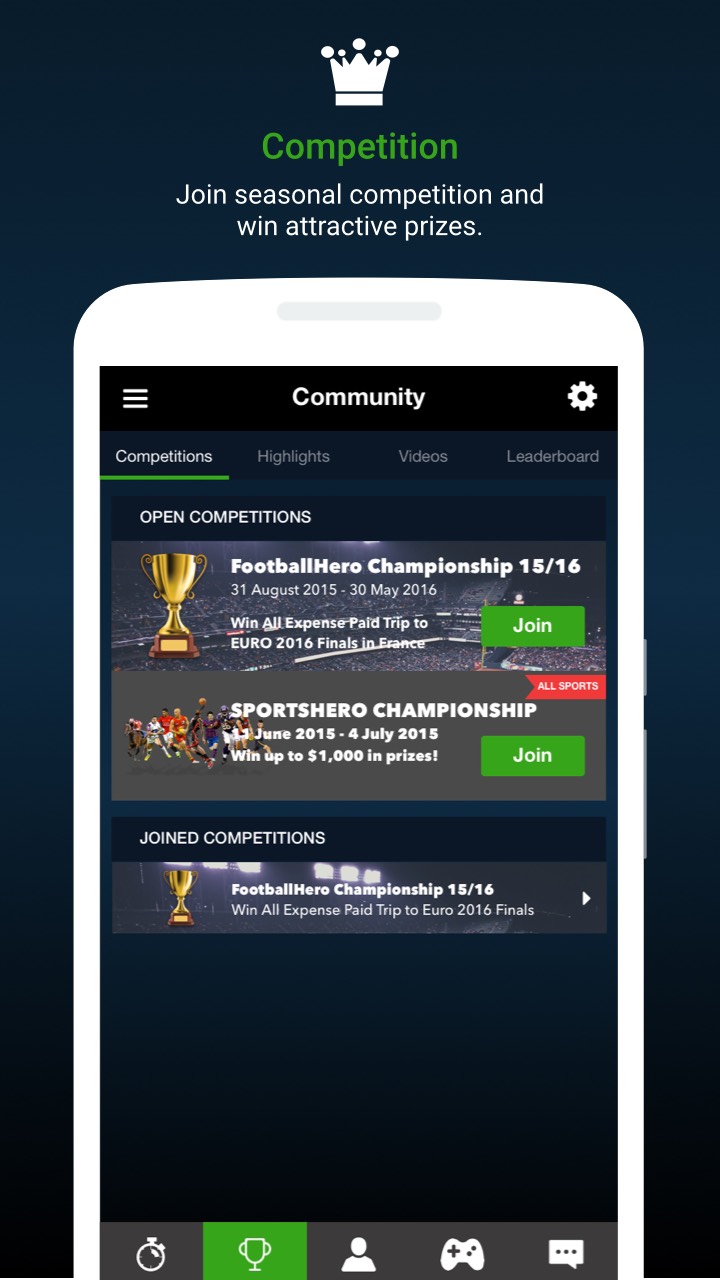 Competition
Join seasonal competition and
win attractive prizes.
Community
Competitions
Highlights
Videos
Leaderboard
OPEN COMPETITIONS
FootballHero Championship 15/16
31 August 2015 - 30 May 2016
Win All Expense Paid Trip to
EURO 2016 Finals in France
Join
ALL SPORTS
SPORTSHERO CHAMPIONSHIP
11 June 2015 - 4 July 2015
Win up to $1,000 in prizes!
Join
JOINED COMPETITIONS
FootballHero Championship 15/16
Win All Expense Paid Trip to Euro 2016 Finals